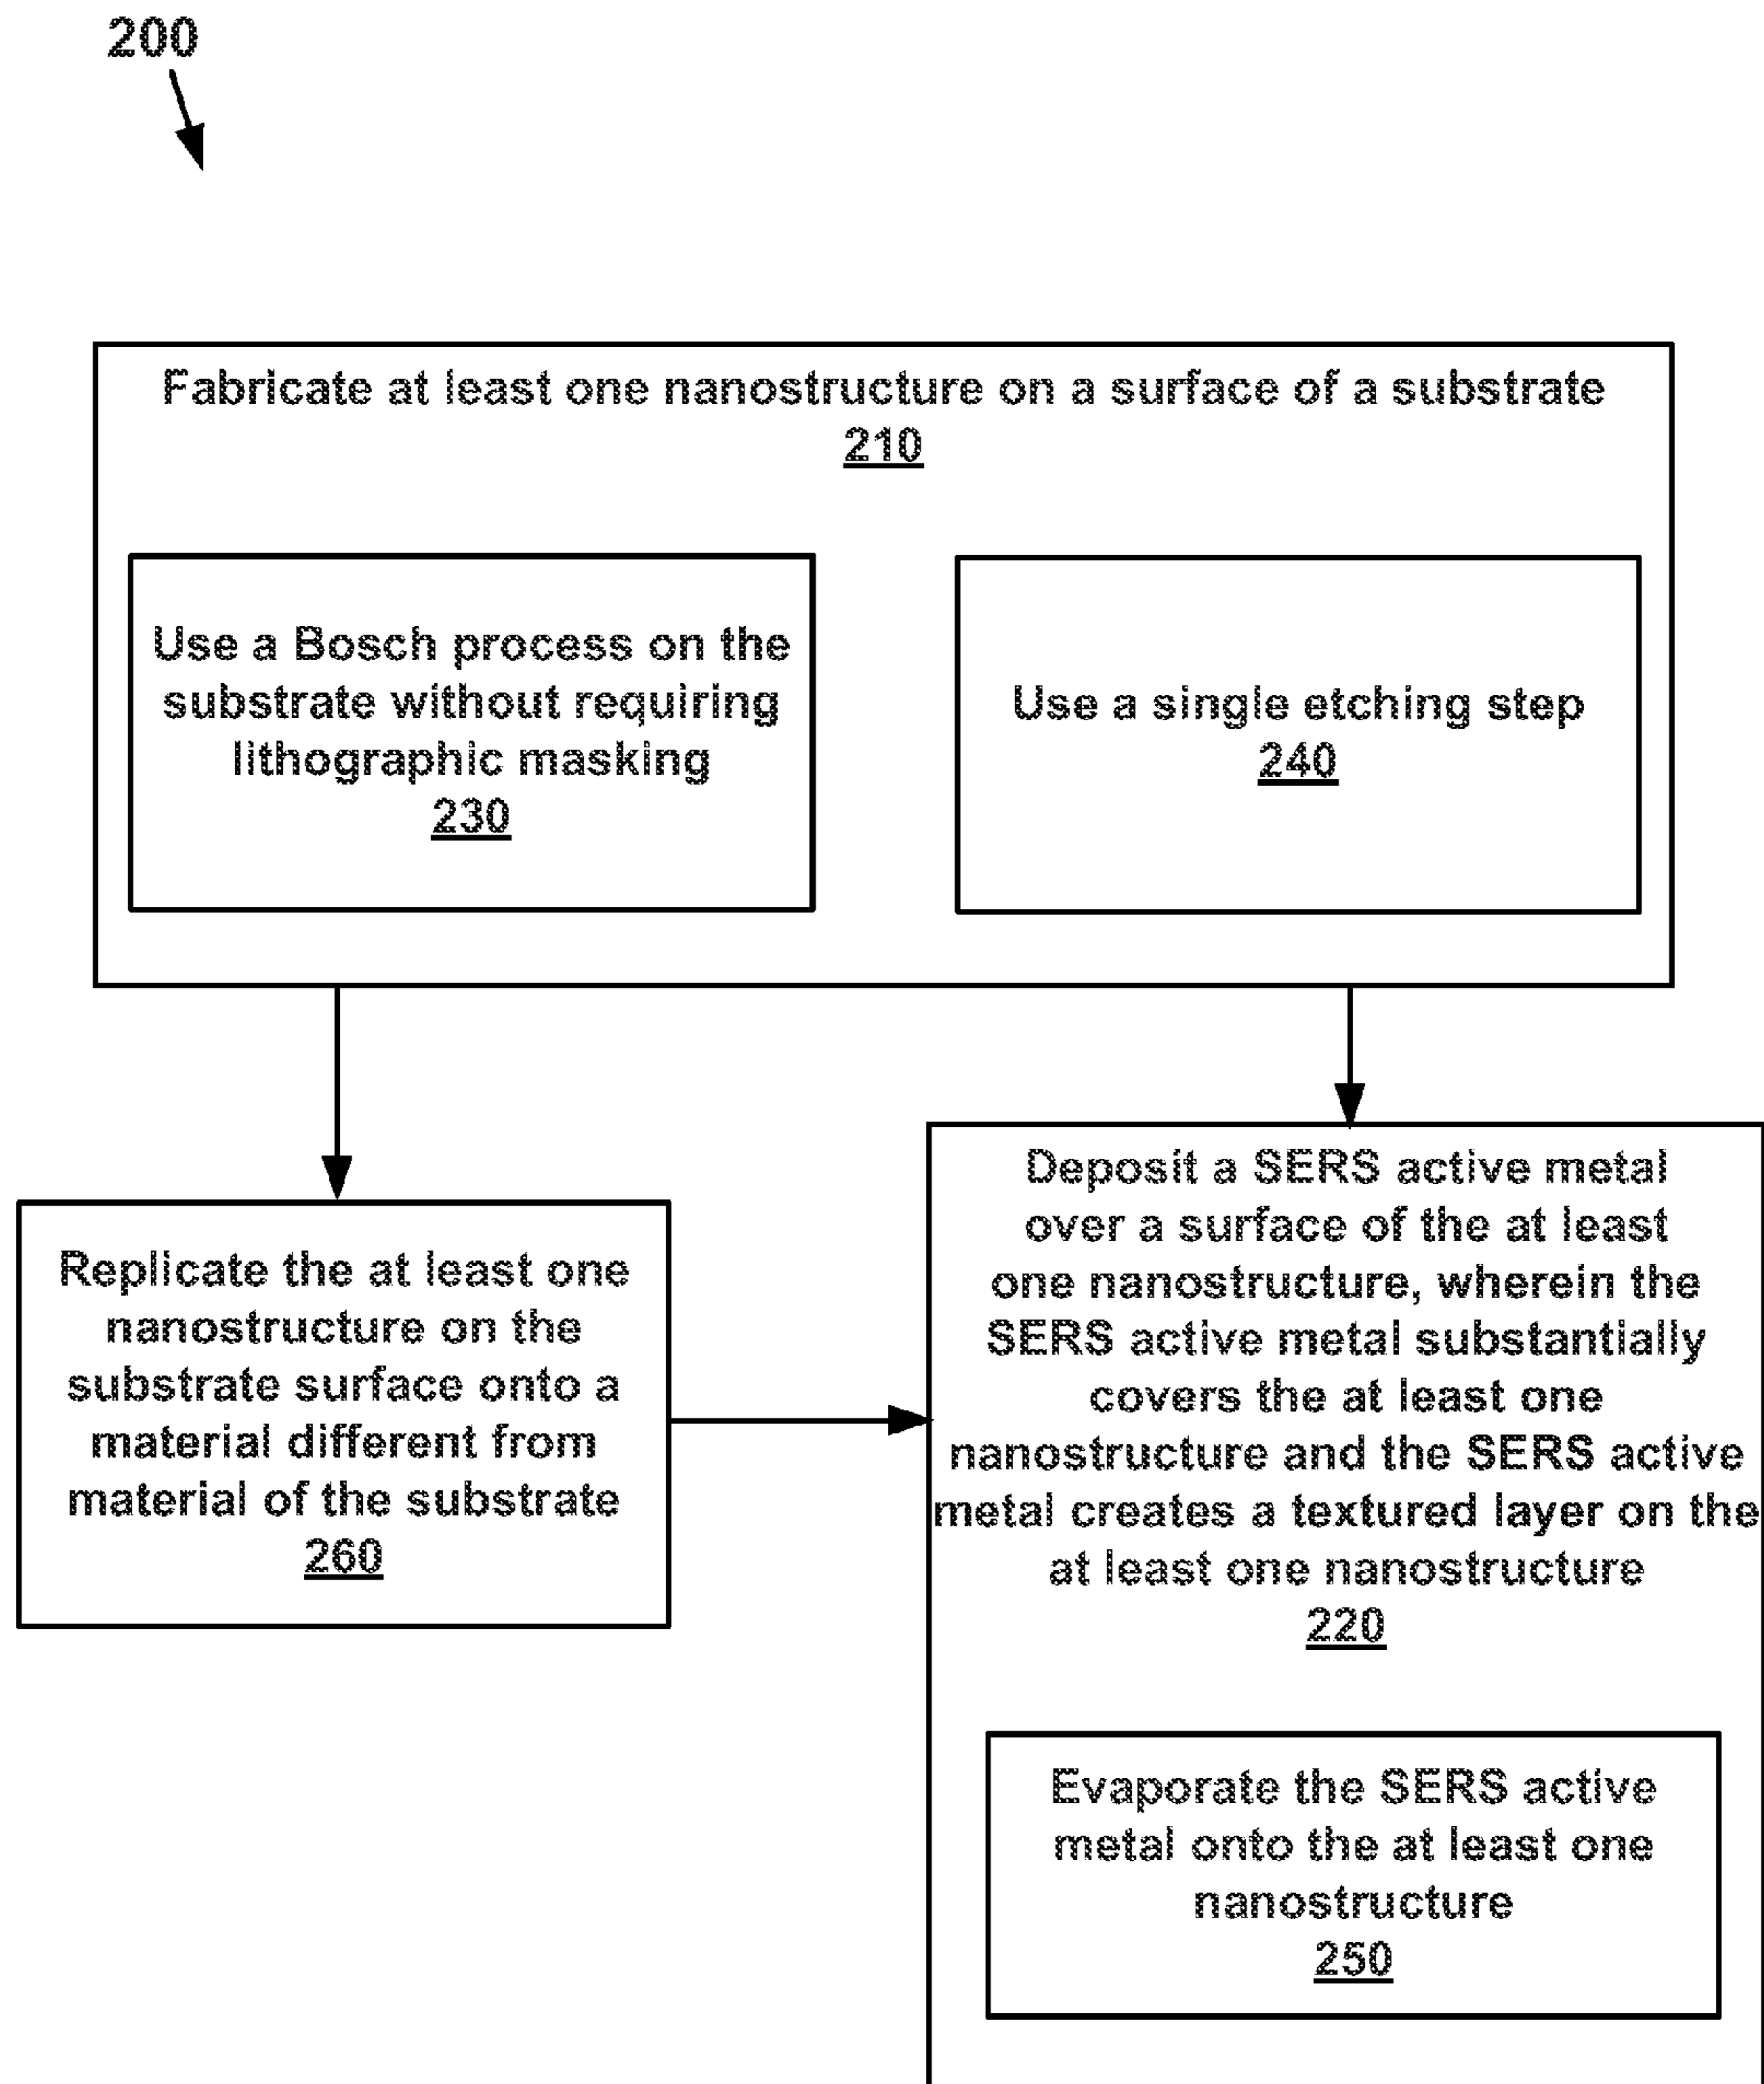 200
Fabricate at least one nanostructure on a surface of a substrate
210
Use a Bosch process on the
substrate without requiring
lithographic masking
230
Use a single etching step
240
Replicate the at least one
nanostructure on the
substrate surface onto a
material different from
material of the substrate
260
Deposit a SERS active metal
over a surface of the at least
one nanostructure, wherein the
SERS active metal substantially
covers the at least one
nanostructure and the SERS active
metal creates a textured layer on the
at least one nanostructure
220
Evaporate the SERS active
metal onto the at least one
nanostructure
250